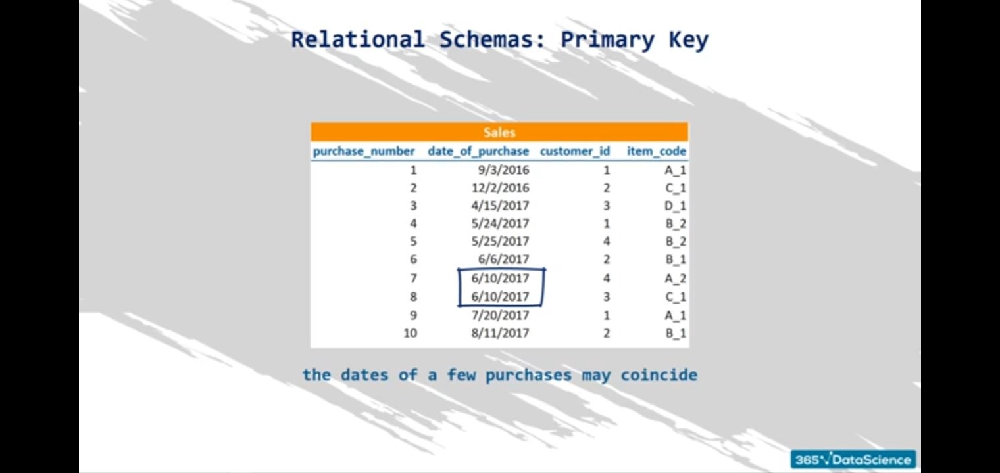 Relational Schemas: Primary Key
Sales
purchase_number date_of_purchase customer_id item_code
1 9/3/2016 1 A_1
2 12/2/2016 2 C_1
3 4/15/2017 3 D_1
4 5/24/2017 1 B_2
5 5/25/2017 4 B_2
6 6/6/2017 2 B_1
7 6/10/2017 4 A_2
8 6/10/2017 3 C_1
9 7/20/2017 1 A_1
10 8/11/2017 2 B_1
the dates of a few purchases may coincide
365√DataScience